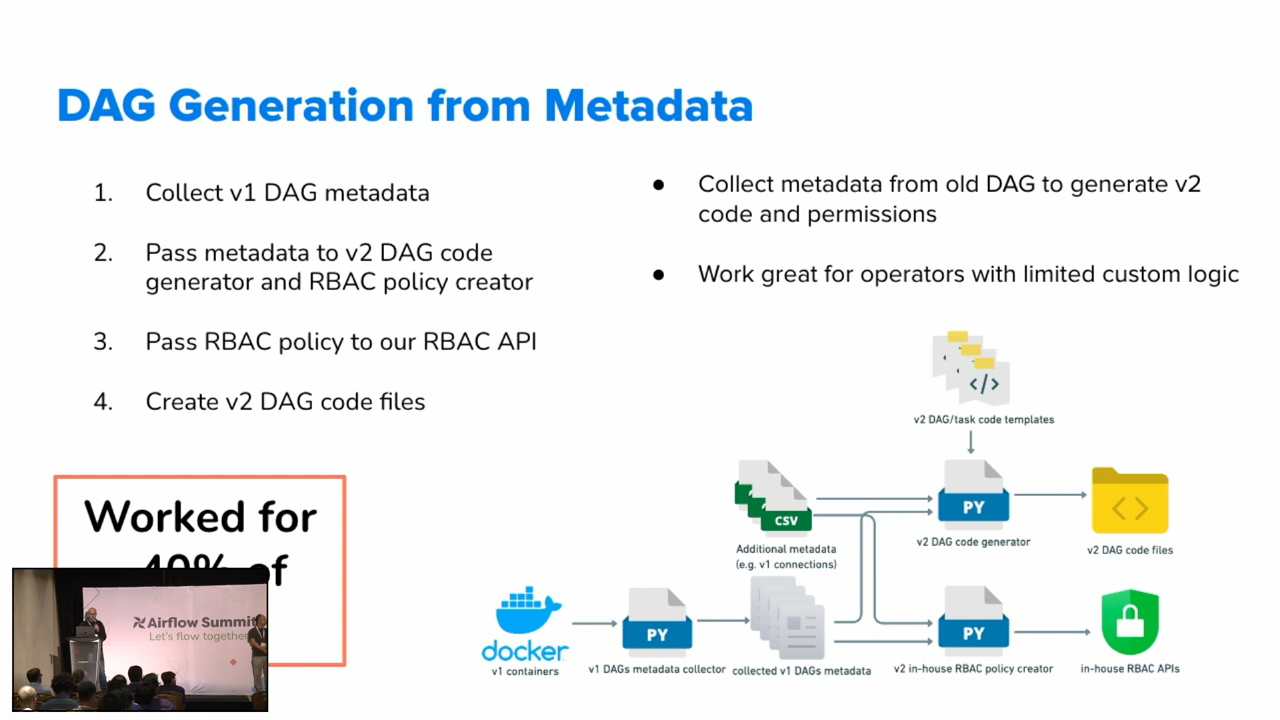 DAG Generation from Metadata
1. Collect v1 DAG metadata
2. Pass metadata to v2 DAG code
generator and RBAC policy creator
3. Pass RBAC policy to our RBAC API
4. Create v2 DAG code files
● Collect metadata from old DAG to generate v2
code and permissions
● Work great for operators with limited custom logic
Worked for
40% of
Airflow Summit
Let's flow together
</>
v2 DAG/task code templates
CSV
Additional metadata
(e.g. v1 connections)
PY
v2 DAG code generator
< >
v2 DAG code files
docker
v1 containers
PY
v1 DAGs metadata collector
collected v1 DAGs metadata
PY
v2 in-house RBAC policy creator
in-house RBAC APIs